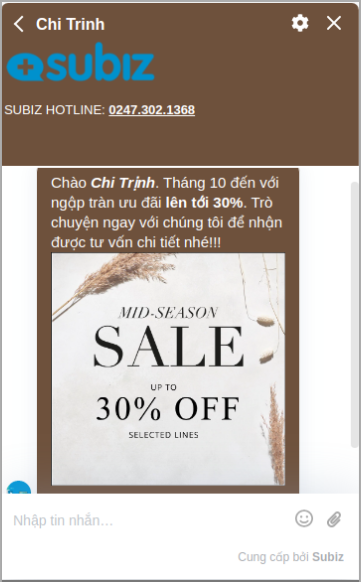 Chi Trinh
subiz
SUBIZ HOTLINE: 0247.302.1368
Chào Chi Trịnh. Tháng 10 đến với
ngập tràn ưu đãi lên tới 30%. Trò
chuyện ngay với chúng tôi để nhận
được tư vấn chi tiết nhé!!!
MID-SEASON
SALE
UP TO
30% OFF
SELECTED LINES
Nhập tin nhắn...
Cung cấp bởi Subiz